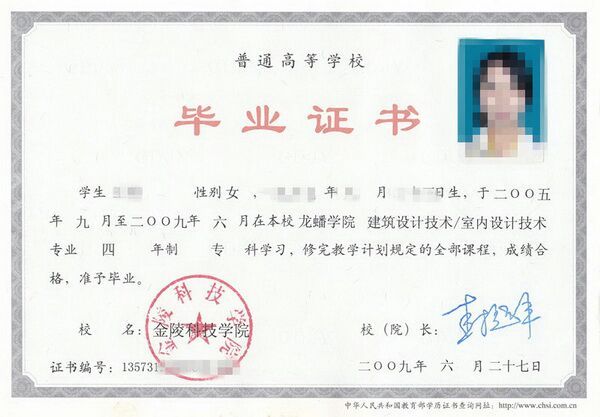 普通高等学校
毕业证书
学生 性别 女 , 年 月 日生，于二〇〇五
年 九 月至二〇〇九年 六 月在本校 龙蟠学院 建筑设计技术/室内设计技术
专业 四 年制 专 科学习，修完教学计划规定的全部课程，成绩合
格，准予毕业。
校 名：金陵科技学院 校（院）长：
金陵科技学院
证书编号：135731 二〇〇九年 六 月 二十七日
中华人民共和国教育部学历证书查询网址：http://www.chsi.com.cn